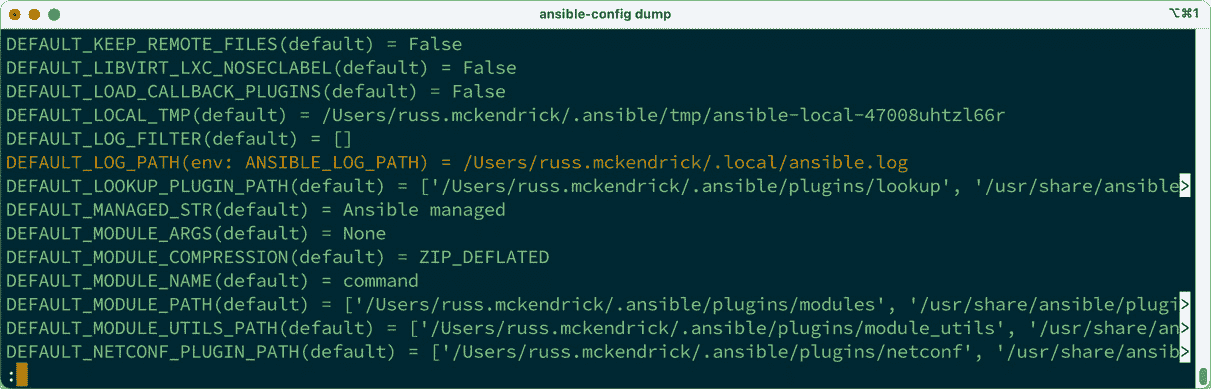 ansible-config dump
⌥⌘1
DEFAULT_KEEP_REMOTE_FILES(default) = False
DEFAULT_LIBVIRT_LXC_NOSECLABEL(default) = False
DEFAULT_LOAD_CALLBACK_PLUGINS(default) = False
DEFAULT_LOCAL_TMP(default) = /Users/russ.mckendrick/.ansible/tmp/ansible-local-47008uhtzl66r
DEFAULT_LOG_FILTER(default) = []
DEFAULT_LOG_PATH(env: ANSIBLE_LOG_PATH) = /Users/russ.mckendrick/.local/ansible.log
DEFAULT_LOOKUP_PLUGIN_PATH(default) = ['/Users/russ.mckendrick/.ansible/plugins/lookup', '/usr/share/ansible>
DEFAULT_MANAGED_STR(default) = Ansible managed
DEFAULT_MODULE_ARGS(default) = None
DEFAULT_MODULE_COMPRESSION(default) = ZIP_DEFLATED
DEFAULT_MODULE_NAME(default) = command
DEFAULT_MODULE_PATH(default) = ['/Users/russ.mckendrick/.ansible/plugins/modules', '/usr/share/ansible/plugi>
DEFAULT_MODULE_UTILS_PATH(default) = ['/Users/russ.mckendrick/.ansible/plugins/module_utils', '/usr/share/an>
DEFAULT_NETCONF_PLUGIN_PATH(default) = ['/Users/russ.mckendrick/.ansible/plugins/netconf', '/usr/share/ansib>
: